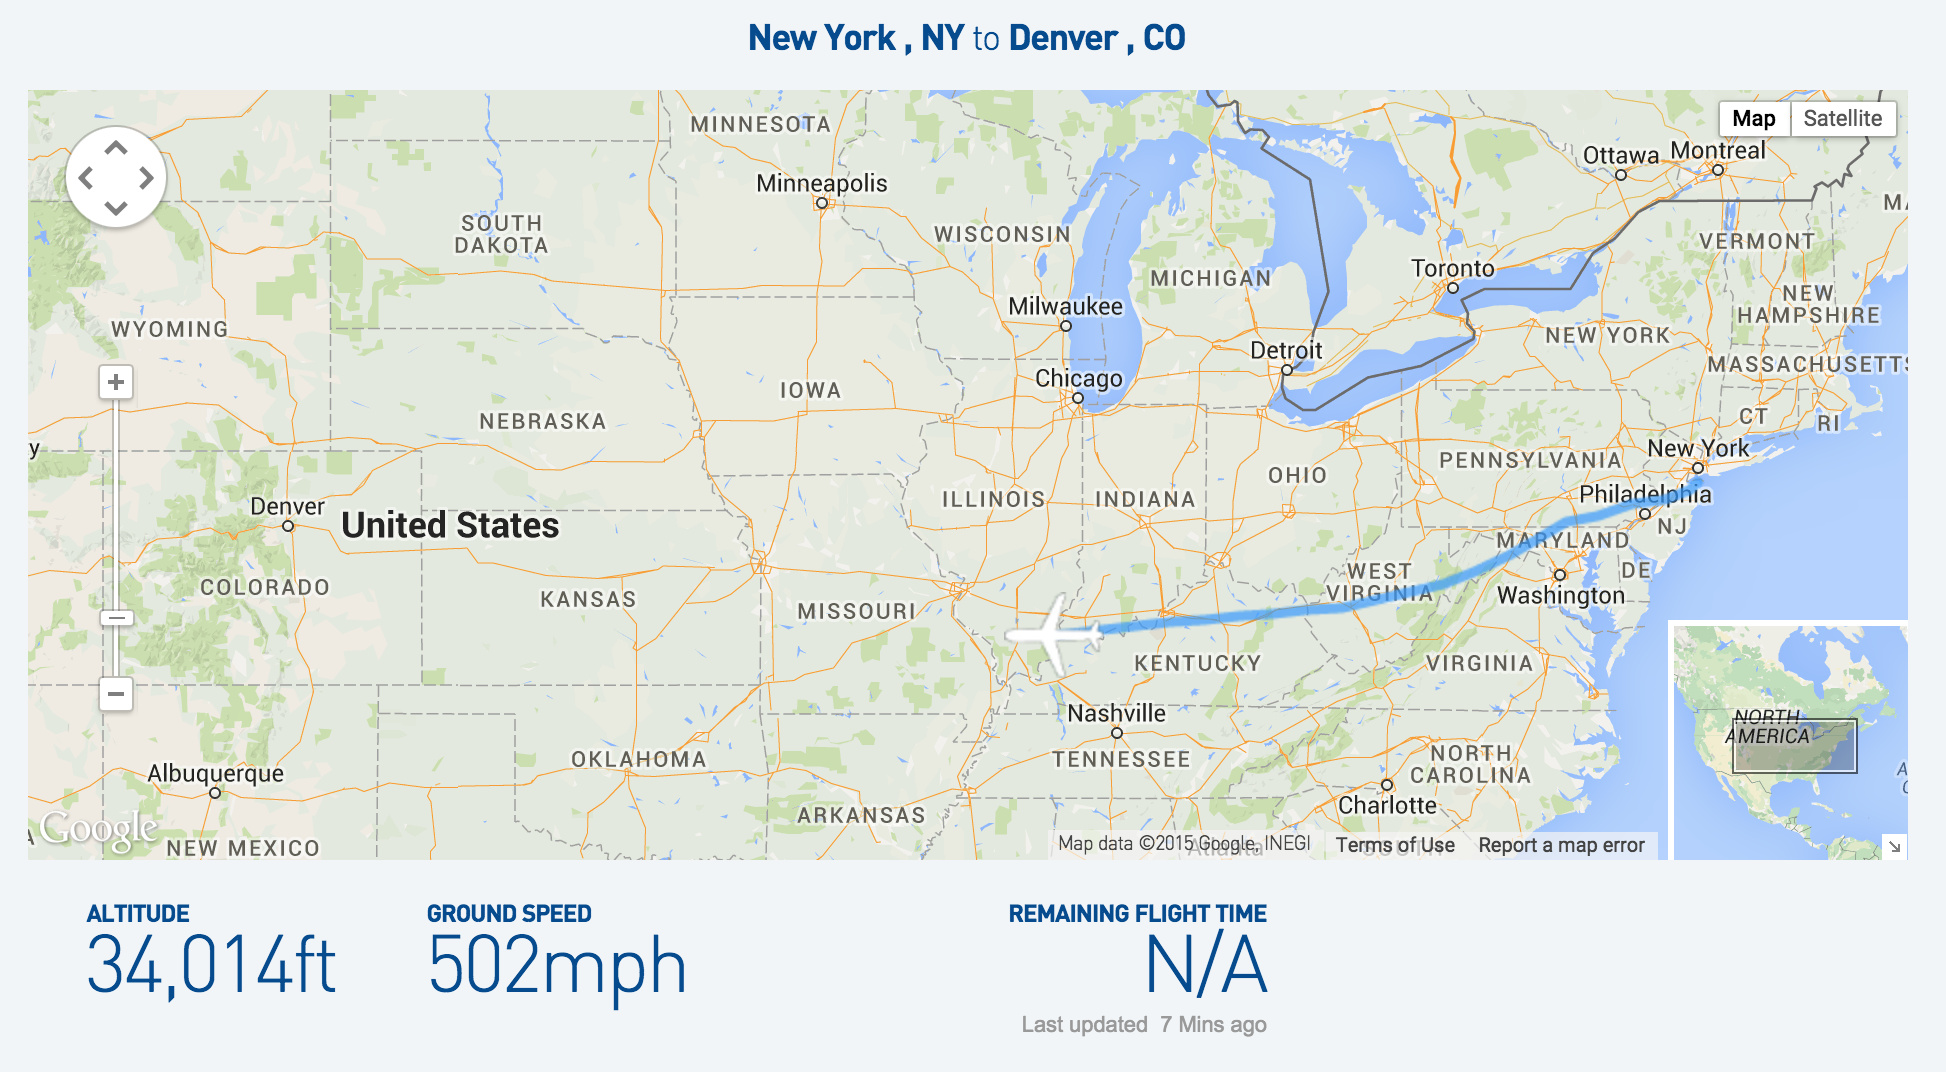 New York , NY to Denver , CO
Map Satellite
MINNESOTA
Ottawa
Montreal
Minneapolis
SOUTH
DAKOTA
WISCONSIN
VERMONT
MICHIGAN
Toronto
NEW
HAMPSHIRE
Milwaukee
WYOMING
NEW YORK
Detroit
MASSACHUSETTS
Chicago
IOWA
NEBRASKA
CT
RI
New York
PENNSYLVANIA
OHIO
ILLINOIS
INDIANA
Philadelphia
Denver
United States
NJ
MARYLAND
WEST
VIRGINIA
DE
COLORADO
KANSAS
MISSOURI
Washington
KENTUCKY
VIRGINIA
Nashville
NORTH
AMERICA
TENNESSEE
OKLAHOMA
NORTH
CAROLINA
Albuquerque
Charlotte
ARKANSAS
Google
NEW MEXICO
Map data ©2015 Google, INEGI
Terms of Use
Report a map error
Atlanta
ALTITUDE
34,014ft
GROUND SPEED
502mph
REMAINING FLIGHT TIME
N/A
Last updated 7 Mins ago